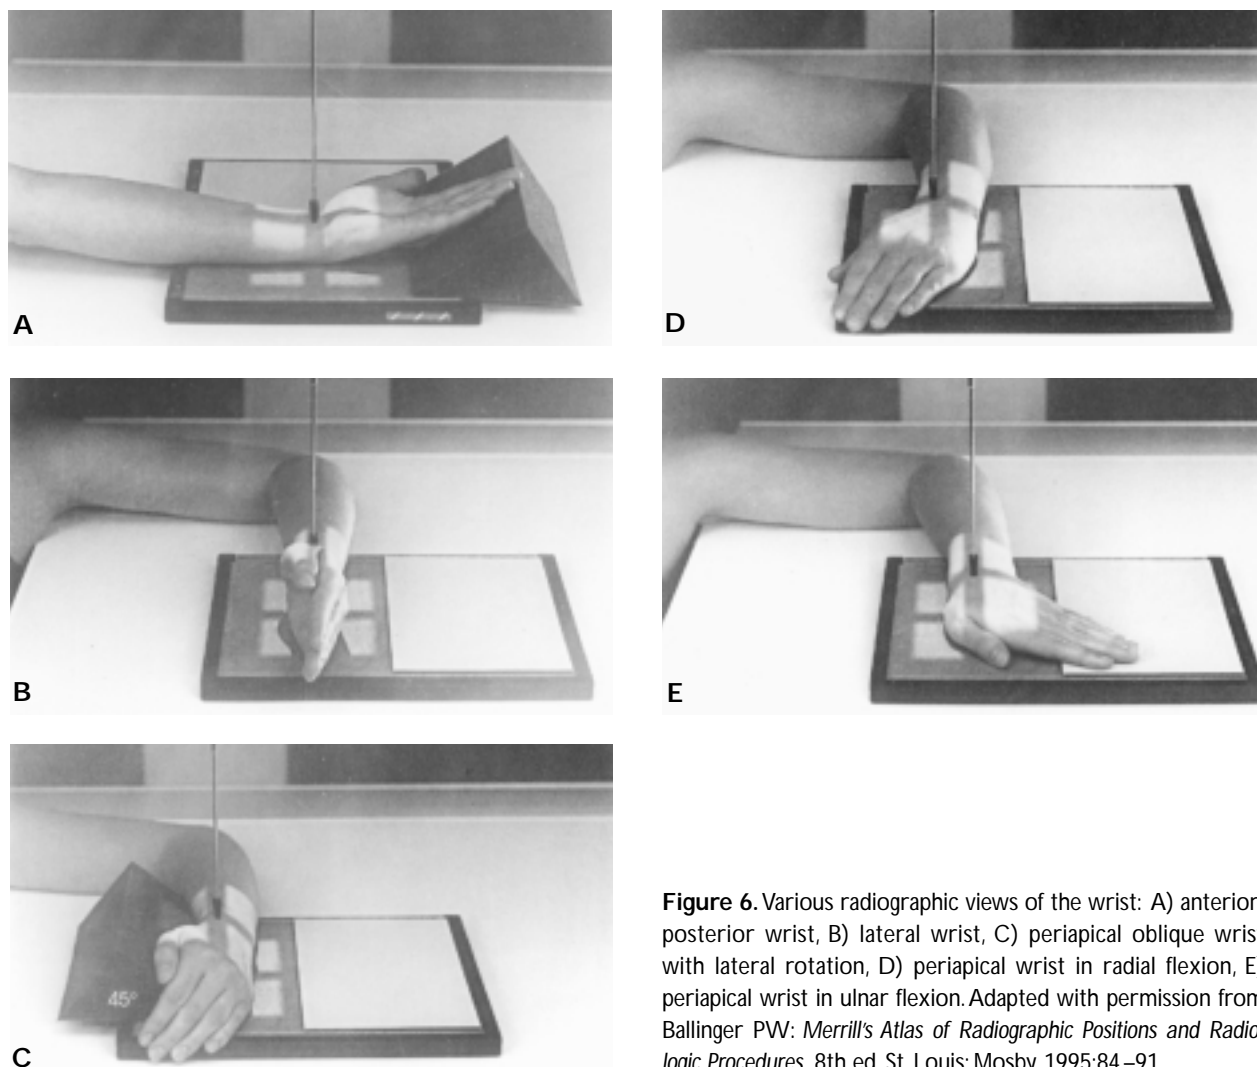 A
D
B
E
45°
C
Figure 6. Various radiographic views of the wrist: A) anterior
posterior wrist, B) lateral wrist, C) periapical oblique wris
with lateral rotation, D) periapical wrist in radial flexion, E
periapical wrist in ulnar flexion. Adapted with permission from
Ballinger PW: Merrill's Atlas of Radiographic Positions and Radio
logic Procedures, 8th ed. St. Louis: Mosby, 1995:84–91